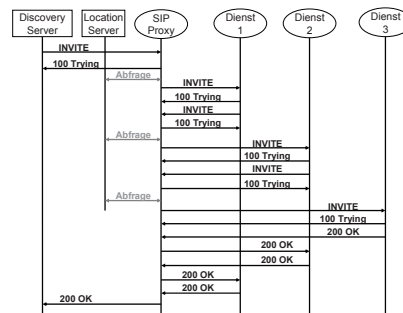 Discovery
Server
Location
Server
SIP
Proxy
Dienst
1
Dienst
2
Dienst
3
INVITE
100 Trying
Abfrage
INVITE
100 Trying
INVITE
100 Trying
Abfrage
INVITE
100 Trying
INVITE
100 Trying
Abfrage
INVITE
100 Trying
200 OK
200 OK
200 OK
200 OK
200 OK
200 OK